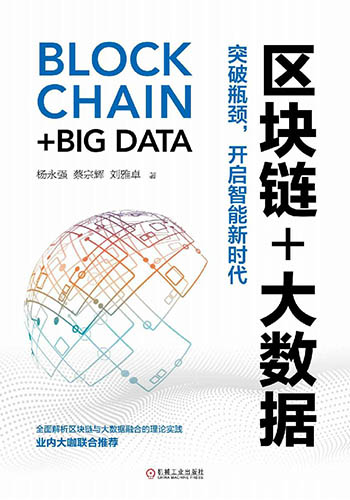 BLOCK
CHAIN
+BIG DATA
杨永强 蔡宗辉 刘雅卓 著
区块链+大数据
突破瓶颈，开启智能新时代
全面解析区块链与大数据融合的理论实践
业内大咖联合推荐
机械工业出版社
CHINA MACHINE PRESS